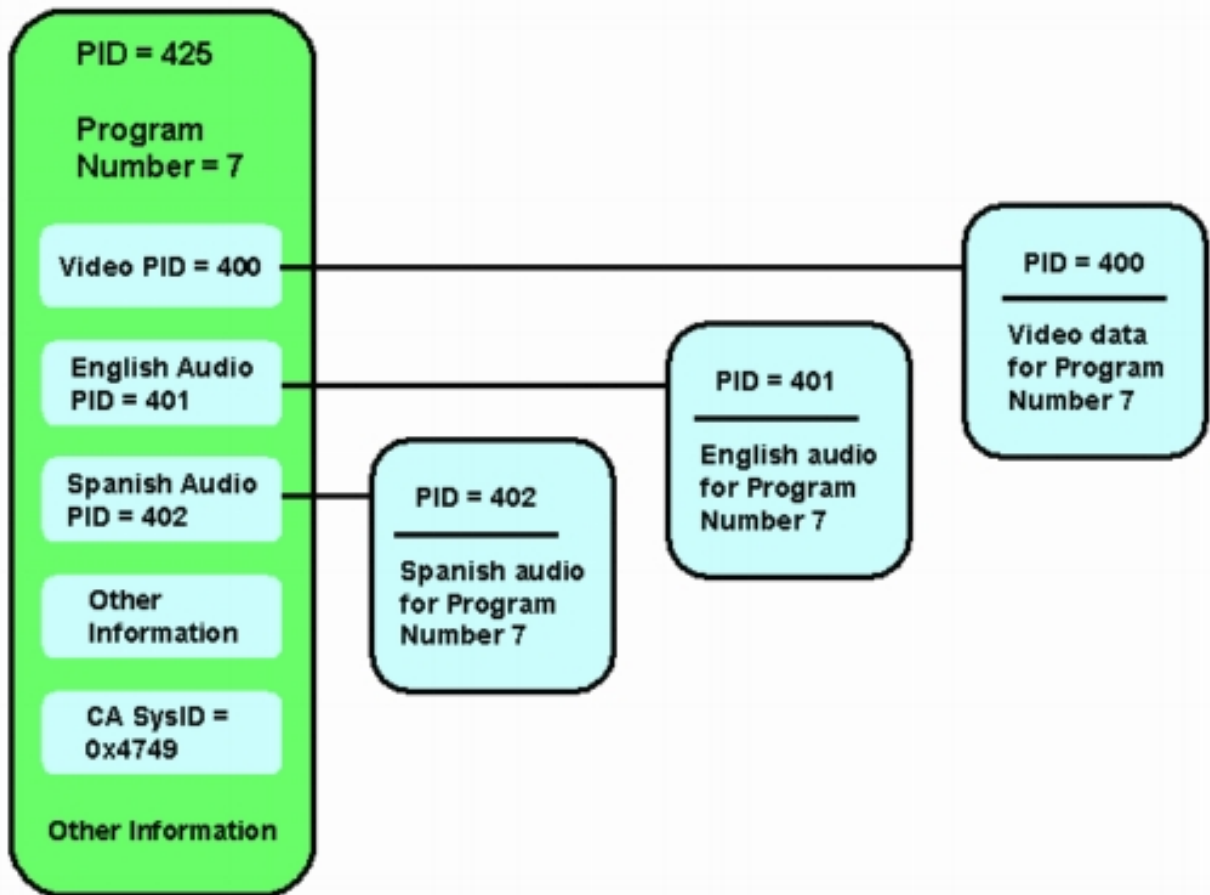 PID = 425
Program
Number = 7
Video PID = 400
English Audio
PID = 401
Spanish Audio
PID = 402
Other
Information
CA SysID =
0x4749
Other Information
PID = 402
Spanish audio
for Program
Number 7
PID = 401
English audio
for Program
Number 7
PID = 400
Video data
for Program
Number 7